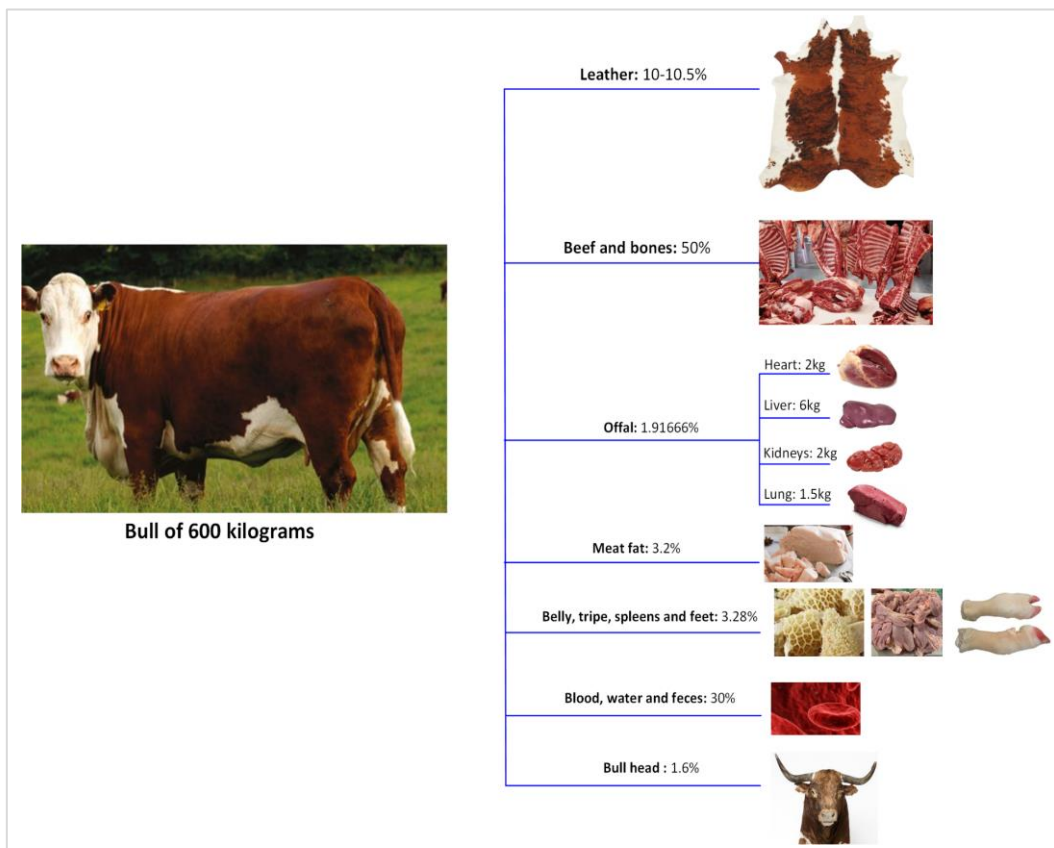 Leather: 10-10.5%
Beef and bones: 50%
Heart: 2kg
Liver: 6kg
Offal: 1.91666%
Kidneys: 2kg
Lung: 1.5kg
Bull of 600 kilograms
Meat fat: 3.2%
Belly, tripe, spleens and feet: 3.28%
Blood, water and feces: 30%
Bull head : 1.6%